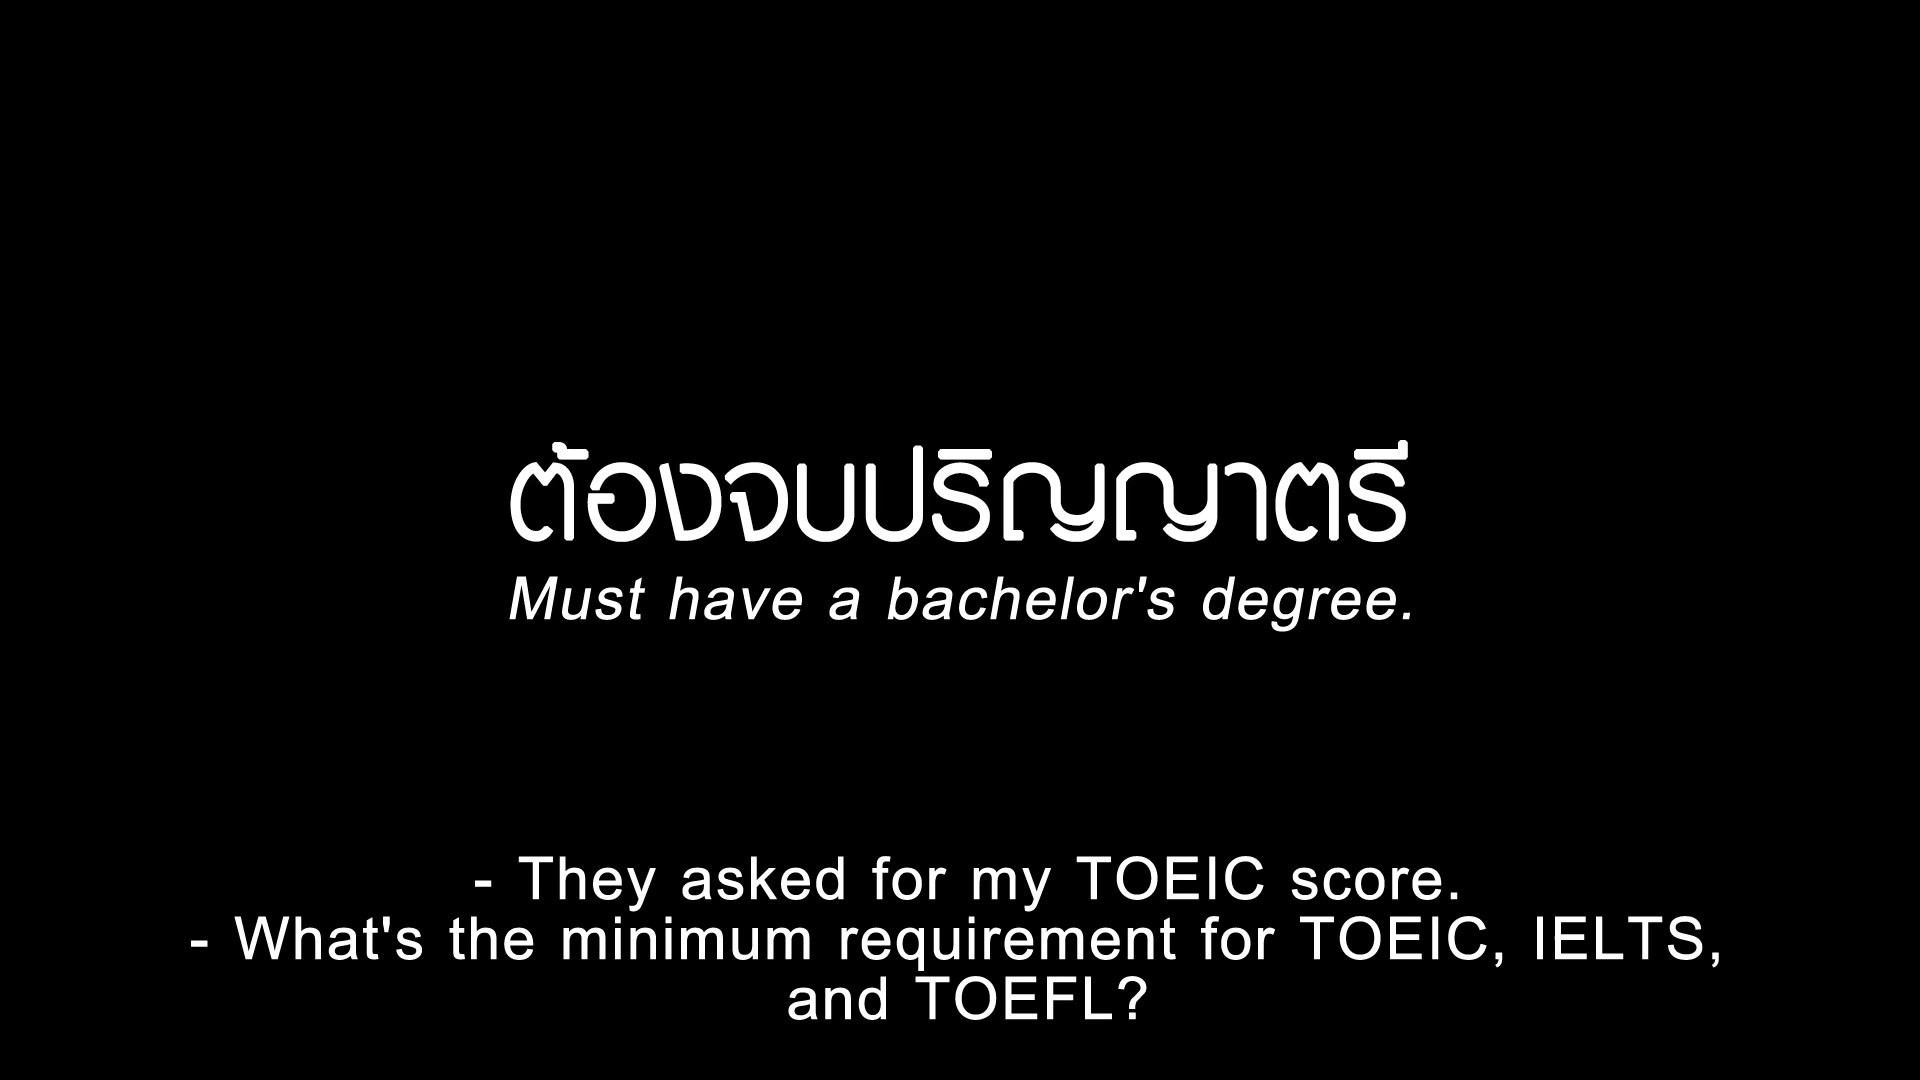 ต้องจบปริญญาตรี
Must have a bachelor's degree.
- They asked for my TOEIC score.
- What's the minimum requirement for TOEIC, IELTS,
and TOEFL?